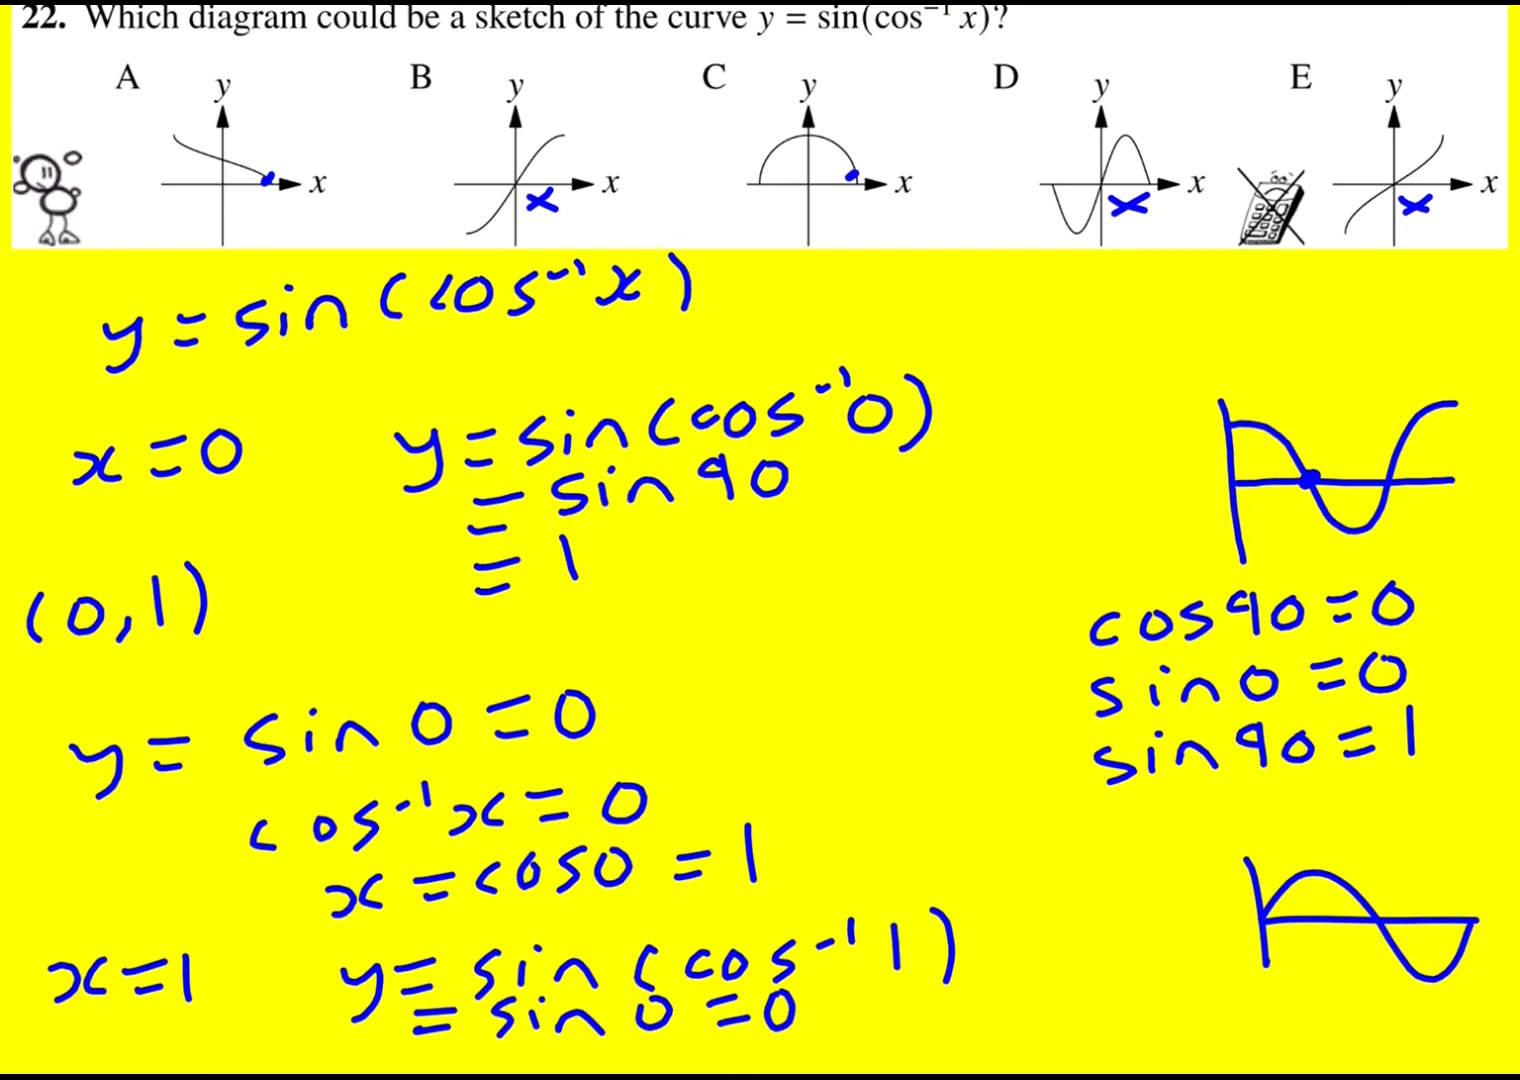 22. Which diagram could be a sketch of the curve y = sin(cos⁻¹ x)?
A B C D E
y y y y y
x x x x x
y = sin(cos⁻¹x)
x = 0 y = sin(cos⁻¹0)
= sin 90
= 1
(0,1)
cos 90 = 0
sin 0 = 0
sin 90 = 1
y = sin 0 = 0
cos⁻¹x = 0
x = cos 0 = 1
x = 1 y = sin(cos⁻¹1)
= sin 0 = 0